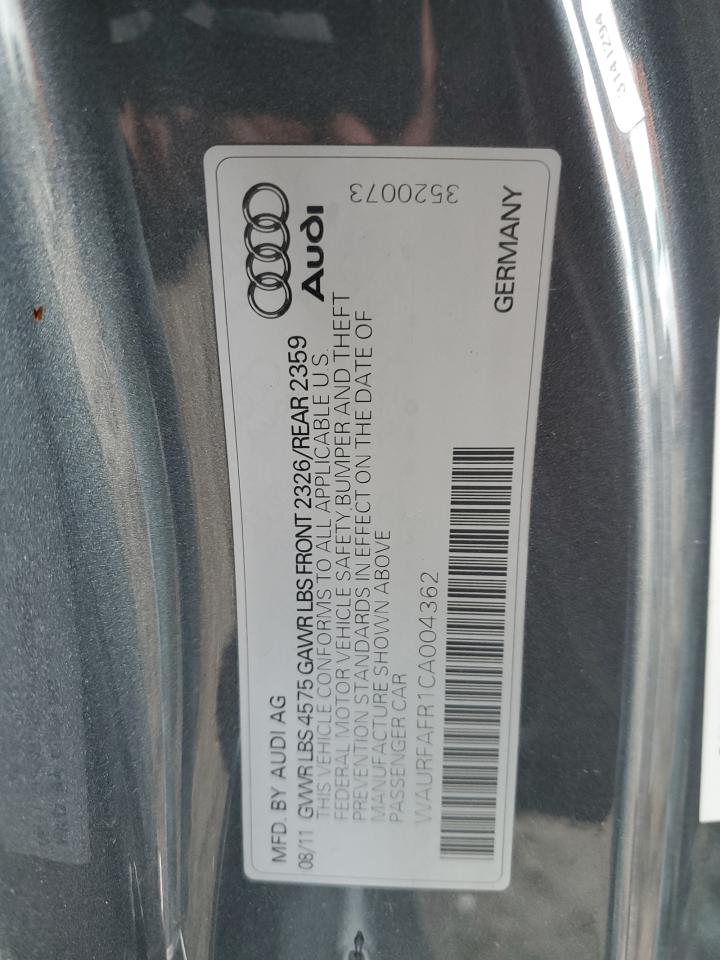 MFD. BY AUDI AG
08/11 GVWR LBS 4575 GAWR LBS FRONT 2326/REAR 2359
THIS VEHICLE CONFORMS TO ALL APPLICABLE U.S.
FEDERAL MOTOR VEHICLE SAFETY, BUMPER AND THEFT
PREVENTION STANDARDS IN EFFECT ON THE DATE OF
MANUFACTURE SHOWN ABOVE
PASSENGER CAR
WAURFAFR1CA004362
Audi
GERMANY
3520073
3141294